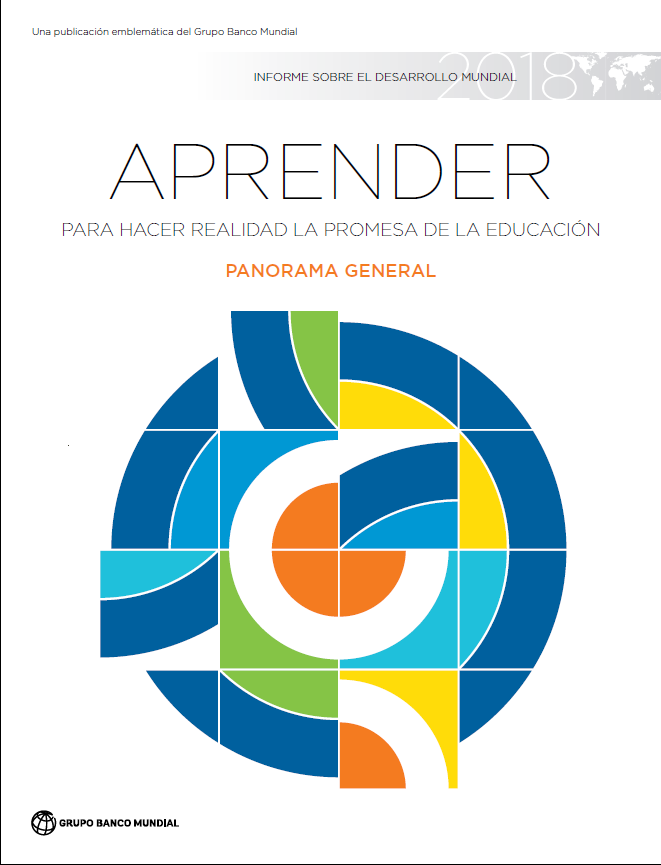 Una publicación emblemática del Grupo Banco Mundial
2018
INFORME SOBRE EL DESARROLLO MUNDIAL
APRENDER
PARA HACER REALIDAD LA PROMESA DE LA EDUCACIÓN
PANORAMA GENERAL
GRUPO BANCO MUNDIAL